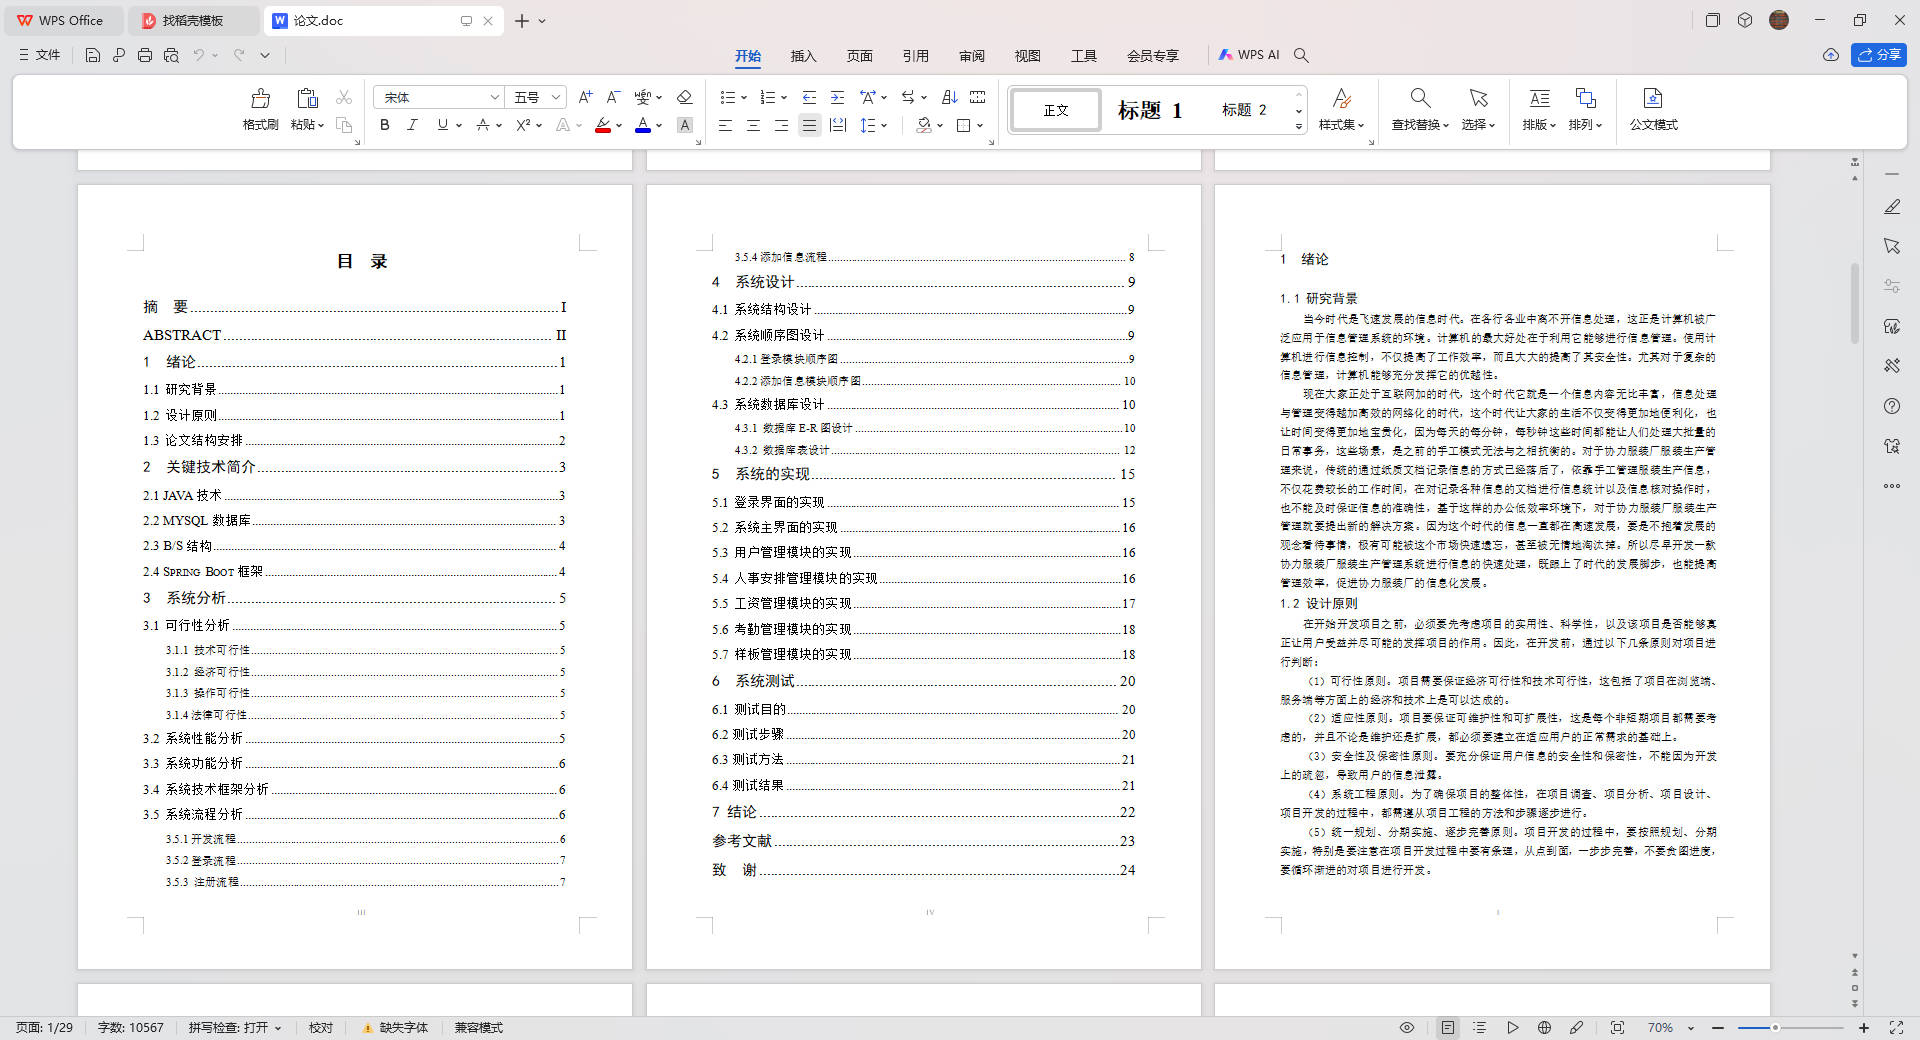 WPS Office
找稻壳模板
论文.doc
文件
开始
插入
页面
引用
审阅
视图
工具
会员专享
WPS AI
分享
格式刷
粘贴
宋体
五号
正文
标题 1
标题 2
样式集
查找替换
选择
排版
排列
公文模式
目 录
摘 要 I
ABSTRACT II
1 绪论 1
1.1 研究背景 1
1.2 设计原则 1
1.3 论文结构安排 2
2 关键技术简介 3
2.1 JAVA 技术 3
2.2 MYSQL 数据库 3
2.3 B/S 结构 4
2.4 SPRING BOOT 框架 4
3 系统分析 5
3.1 可行性分析 5
3.1.1 技术可行性 5
3.1.2 经济可行性 5
3.1.3 操作可行性 5
3.1.4 法律可行性 5
3.2 系统性能分析 5
3.3 系统功能分析 6
3.4 系统技术框架分析 6
3.5 系统流程分析 6
3.5.1 开发流程 6
3.5.2 登录流程 7
3.5.3 注册流程 7
III
3.5.4 添加信息流程 8
4 系统设计 9
4.1 系统结构设计 9
4.2 系统顺序图设计 9
4.2.1 登录模块顺序图 9
4.2.2 添加信息模块顺序图 10
4.3 系统数据库设计 10
4.3.1 数据库 E-R 图设计 10
4.3.2 数据库表设计 12
5 系统的实现 15
5.1 登录界面的实现 15
5.2 系统主界面的实现 16
5.3 用户管理模块的实现 16
5.4 人事安排管理模块的实现 16
5.5 工资管理模块的实现 17
5.6 考勤管理模块的实现 18
5.7 样板管理模块的实现 18
6 系统测试 20
6.1 测试目的 20
6.2 测试步骤 20
6.3 测试方法 21
6.4 测试结果 21
7 结论 22
参考文献 23
致 谢 24
IV
1 绪论
1.1 研究背景
当今时代是飞速发展的信息时代。在各行各业中离不开信息处理，这正是计算机被广
泛应用于信息管理系统的环境。计算机的最大好处在于利用它能够进行信息管理。使用计
算机进行信息控制，不仅提高了工作效率，而且大大的提高了其安全性。尤其对于复杂的
信息管理，计算机能够充分发挥它的优越性。
现在大家正处于互联网加的时代，这个时代它就是一个信息内容无比丰富，信息处理
与管理变得越加高效的网络化的时代，这个时代让大家的生活不仅变得更加地便利化，也
让时间变得更加地宝贵化，因为每天的每分钟，每秒钟这些时间都能让人们处理大批量的
日常事务，这些场景，是之前的手工模式无法与之相抗衡的。对于协力服装厂服装生产管
理来说，传统的通过纸质文档记录信息的方式已经落后了，依靠手工管理服装生产信息，
不仅花费较长的工作时间，在对记录各种信息的文档进行信息统计以及信息核对操作时，
也不能及时保证信息的准确性，基于这样的办公低效率环境下，对于协力服装厂服装生产
管理就要提出新的解决方案。因为这个时代的信息一直都在高速发展，要是不抱着发展的
观念看待事情，极有可能被这个市场快速遗忘，甚至被无情地淘汰掉。所以尽早开发一款
协力服装厂服装生产管理系统进行信息的快速处理，既跟上了时代的发展脚步，也能提高
管理效率，促进协力服装厂的信息化发展。
1.2 设计原则
在开始开发项目之前，必须要先考虑项目的实用性、科学性，以及该项目是否能够真
正让用户受益并尽可能的发挥项目的作用。因此，在开发前，通过以下几条原则对项目进
行判断：
（1）可行性原则。项目需要保证经济可行性和技术可行性，这包括了项目在浏览端、
服务端等方面上的经济和技术上是可以达成的。
（2）适应性原则。项目要保证可维护性和可扩展性，这是每个非短期项目都需要考
虑的，并且不论是维护还是扩展，都必须要建立在适应用户的正常需求的基础上。
（3）安全性及保密性原则。要充分保证用户信息的安全性和保密性，不能因为开发
上的疏忽，导致用户的信息泄露。
（4）系统工程原则。为了确保项目的整体性，在项目调查、项目分析、项目设计、
项目开发的过程中，都需遵从项目工程的方法和步骤逐步进行。
（5）统一规划、分期实施、逐步完善原则。项目开发的过程中，要按照规划、分期
实施，特别是要注意在项目开发过程中要有条理，从点到面，一步步完善，不要贪图进度，
要循环渐进的对项目进行开发。
页面: 1/29
字数: 10567
拼写检查: 打开
校对
缺失字体
兼容模式
70%